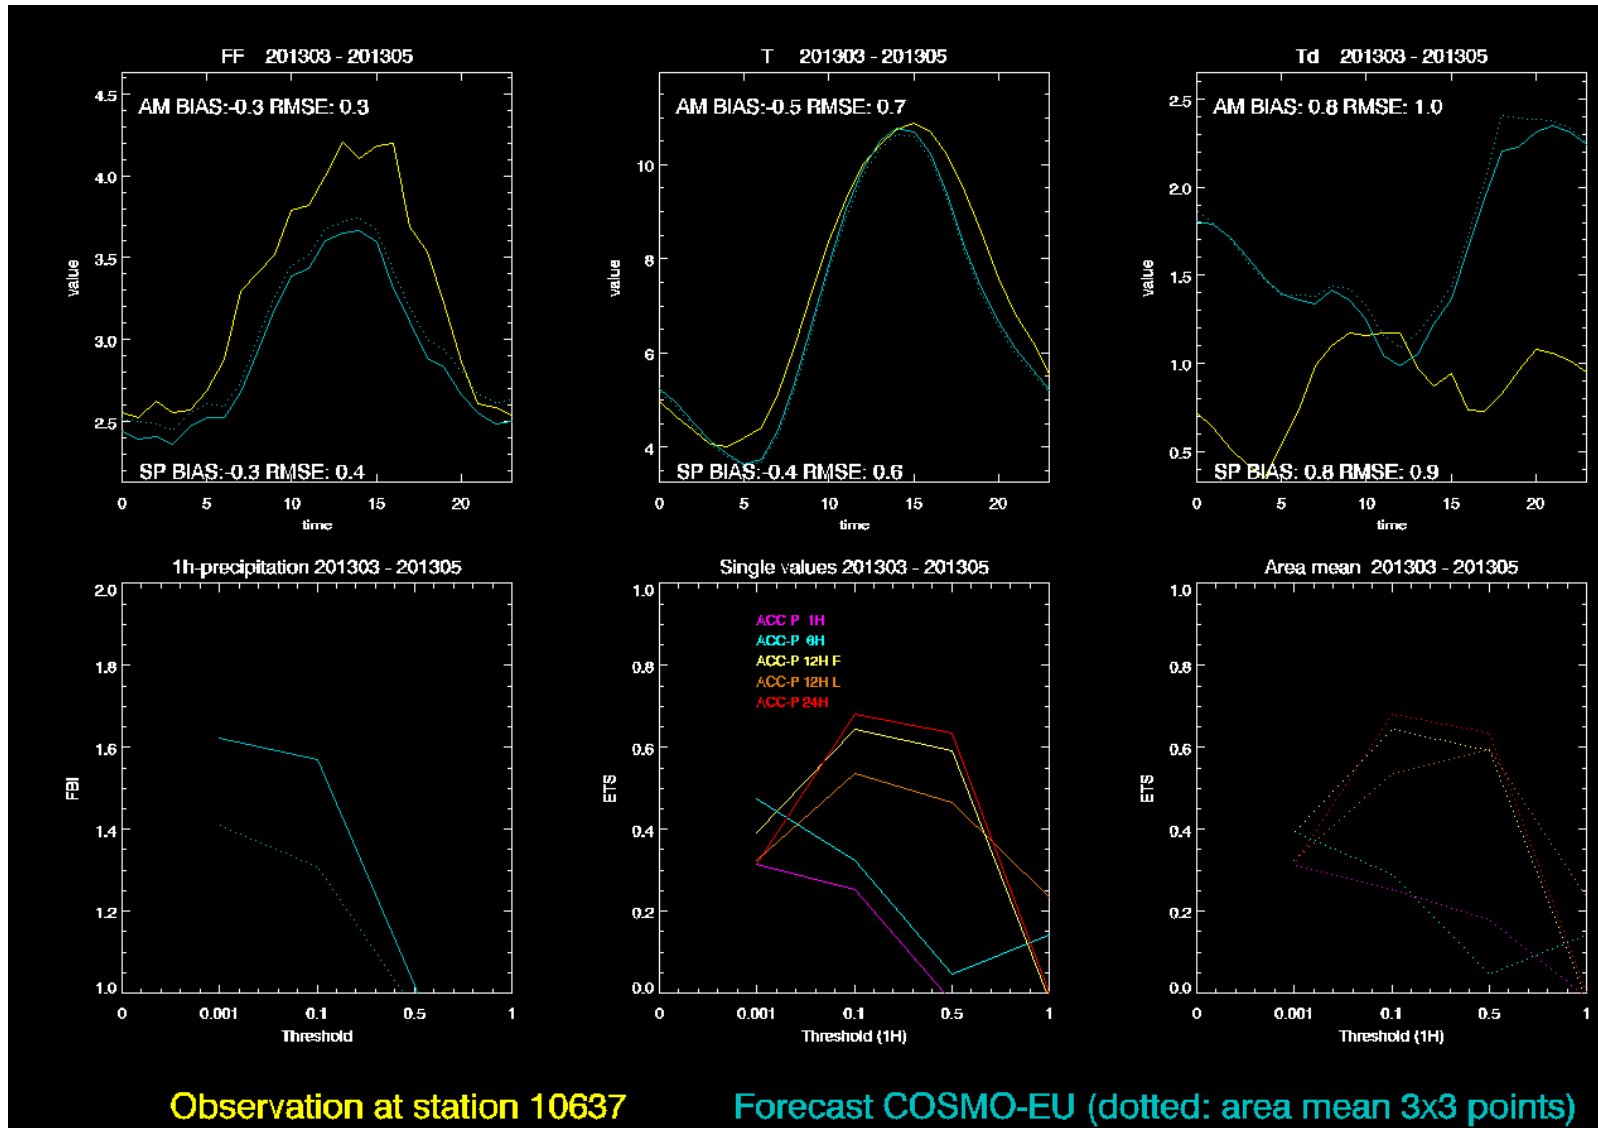 FF 201303 - 201305
AM BIAS:-0.3 RMSE: 0.3
SP BIAS:-0.3 RMSE: 0.4
4.5
4.0
3.5
3.0
2.5
value
0 5 10 15 20
time
T 201303 - 201305
AM BIAS:-0.5 RMSE: 0.7
SP BIAS:-0.4 RMSE: 0.6
10
8
6
4
value
0 5 10 15 20
time
Td 201303 - 201305
AM BIAS: 0.8 RMSE: 1.0
SP BIAS: 0.8 RMSE: 0.9
2.5
2.0
1.5
1.0
0.5
value
0 5 10 15 20
time
1h-precipitation 201303 - 201305
2.0
1.8
1.6
1.4
1.2
1.0
FBI
0 0.001 0.1 0.5 1
Threshold
Single values 201303 - 201305
ACC P 1H
ACC-P 6H
ACC-P 12H F
ACC-P 12H L
ACC-P 24H
1.0
0.8
0.6
0.4
0.2
0.0
ETS
0 0.001 0.1 0.5 1
Threshold (1H)
Area mean 201303 - 201305
1.0
0.8
0.6
0.4
0.2
0.0
ETS
0 0.001 0.1 0.5 1
Threshold (1H)
Observation at station 10637
Forecast COSMO-EU (dotted: area mean 3x3 points)